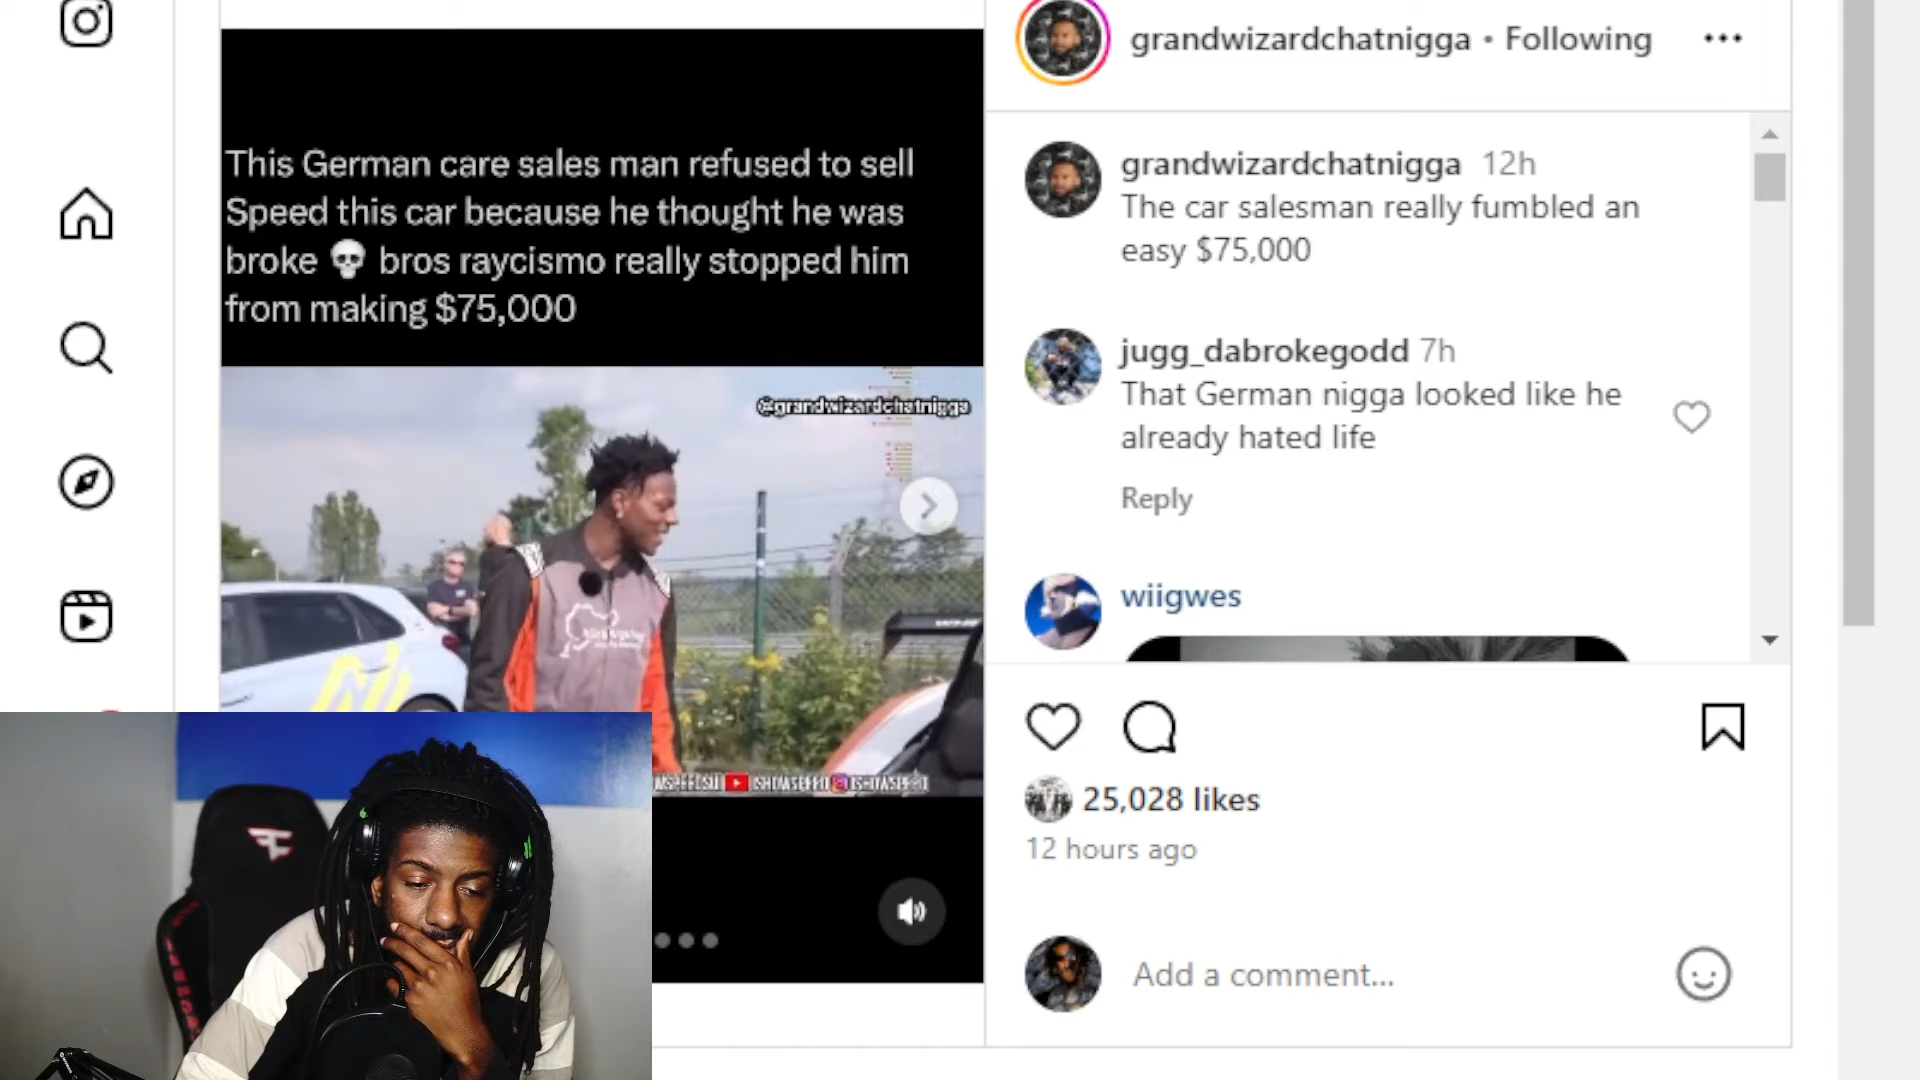 This German care sales man refused to sell
Speed this car because he thought he was
broke 💀 bros raycismo really stopped him
from making $75,000
@grandwizardchatnigga
ISHOWSPEED
ISHOWSPEED
grandwizardchatnigga • Following
grandwizardchatnigga 12h
The car salesman really fumbled an
easy $75,000
jugg_dabrokegodd 7h
That German nigga looked like he
already hated life
Reply
wiigwes
25,028 likes
12 hours ago
Add a comment...